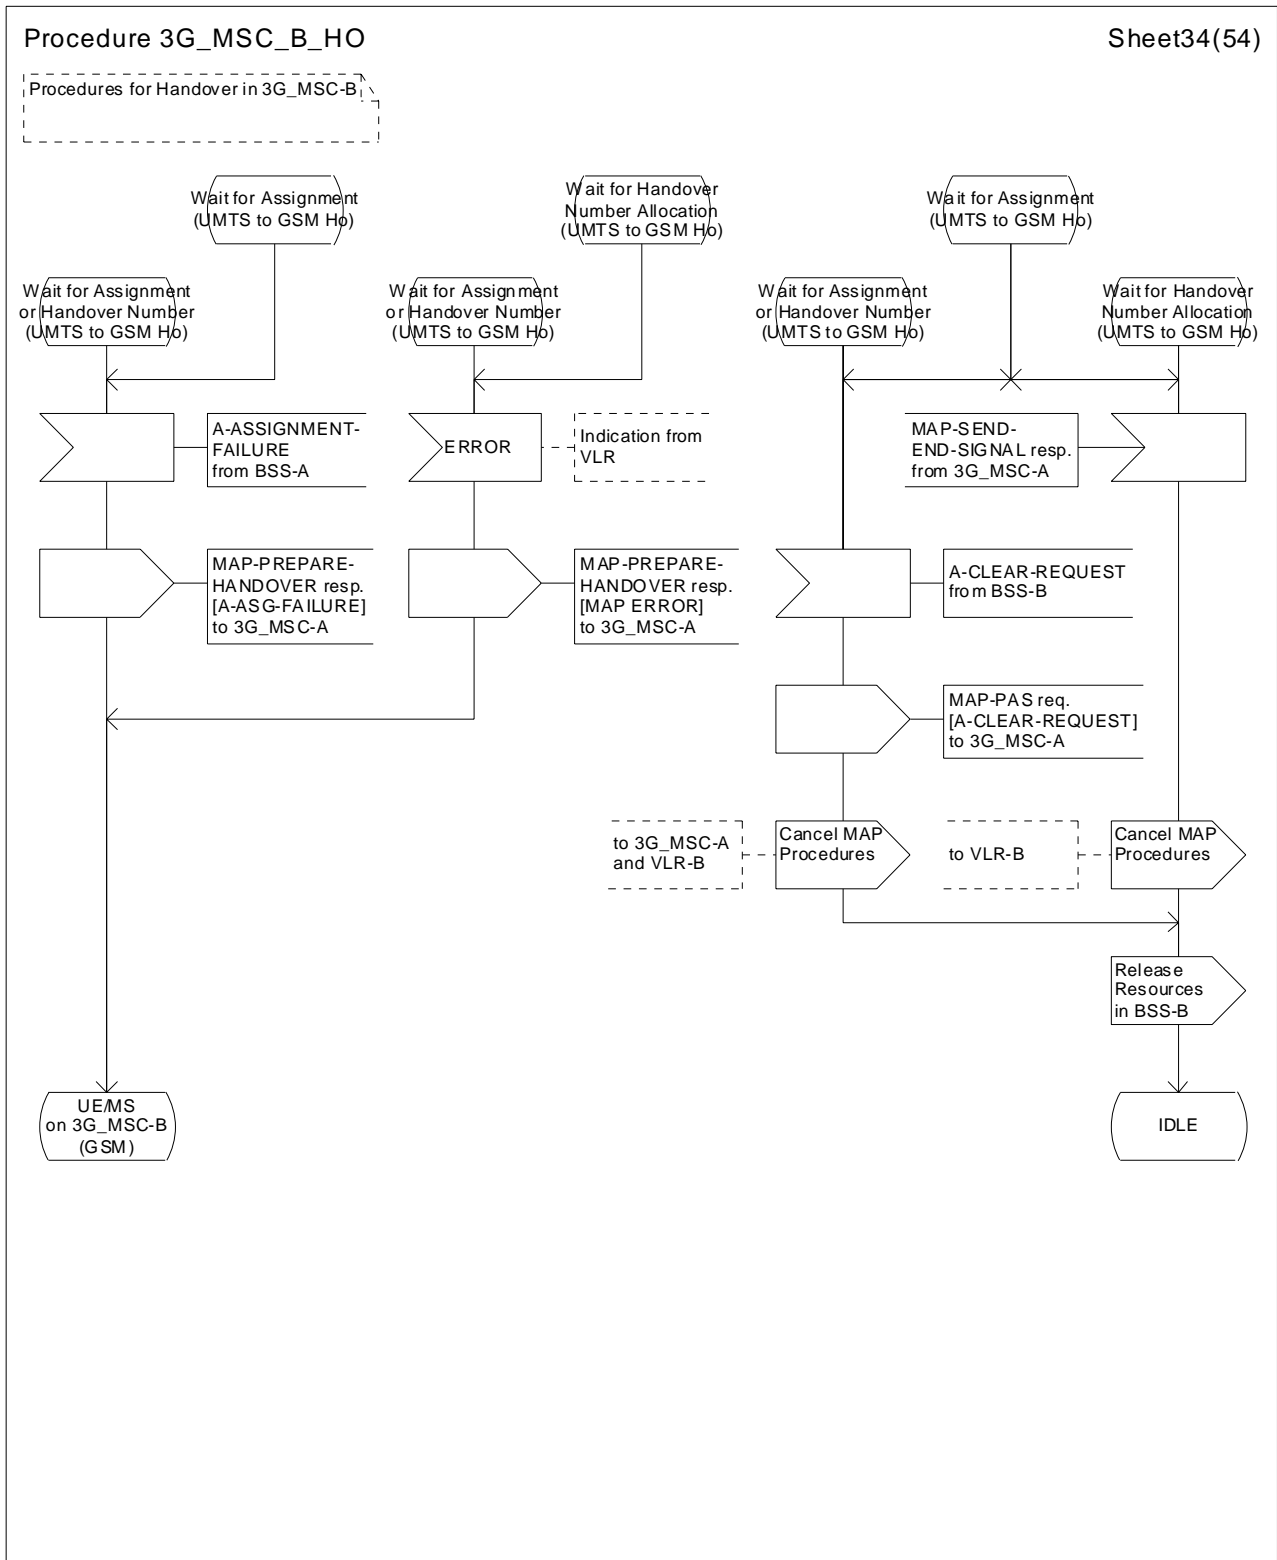 Procedure 3G_MSC_B_HO
Sheet34(54)
Procedures for Handover in 3G_MSC-B
Wait for Assignment
(UMTS to GSM Ho)
Wait for Handover
Number Allocation
(UMTS to GSM Ho)
Wait for Assignment
(UMTS to GSM Ho)
Wait for Assignment
or Handover Number
(UMTS to GSM Ho)
Wait for Assignment
or Handover Number
(UMTS to GSM Ho)
Wait for Assignment
or Handover Number
(UMTS to GSM Ho)
Wait for Handover
Number Allocation
(UMTS to GSM Ho)
A-ASSIGNMENT-
FAILURE
from BSS-A
ERROR
Indication from
VLR
MAP-SEND-
END-SIGNAL resp.
from 3G_MSC-A
MAP-PREPARE-
HANDOVER resp.
[A-ASG-FAILURE]
to 3G_MSC-A
MAP-PREPARE-
HANDOVER resp.
[MAP ERROR]
to 3G_MSC-A
A-CLEAR-REQUEST
from BSS-B
MAP-PAS req.
[A-CLEAR-REQUEST]
to 3G_MSC-A
to 3G_MSC-A
and VLR-B
Cancel MAP
Procedures
to VLR-B
Cancel MAP
Procedures
Release
Resources
in BSS-B
UE/MS
on 3G_MSC-B
(GSM)
IDLE